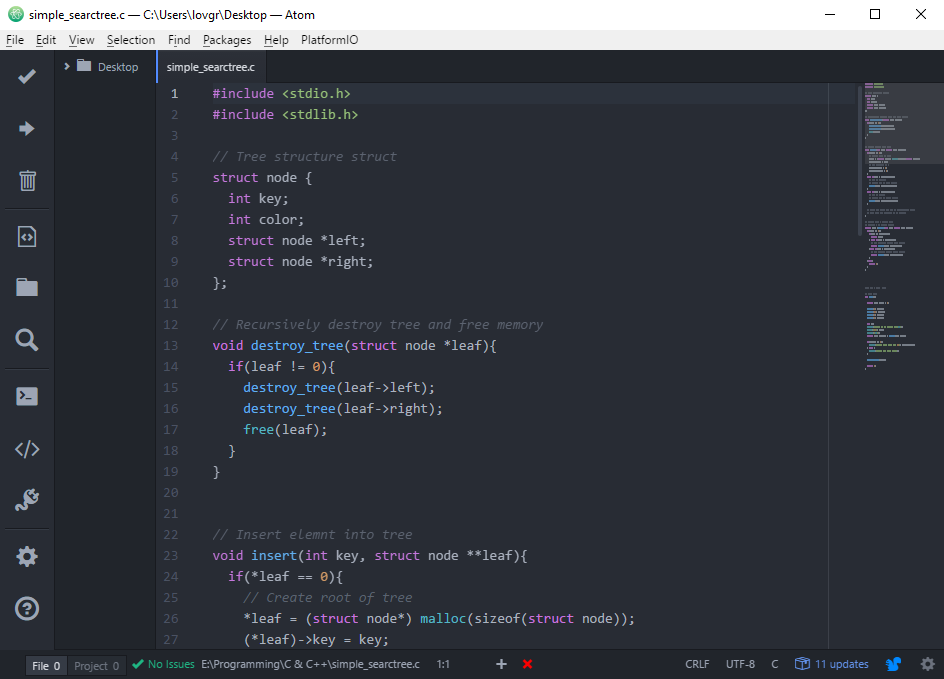 simple_searctree.c — C:\Users\lovgr\Desktop — Atom
File Edit View Selection Find Packages Help PlatformIO
Desktop
simple_searctree.c
1 #include <stdio.h>
2 #include <stdlib.h>
3
4 // Tree structure struct
5 struct node {
6   int key;
7   int color;
8   struct node *left;
9   struct node *right;
10 };
11
12 // Recursively destroy tree and free memory
13 void destroy_tree(struct node *leaf){
14   if(leaf != 0){
15     destroy_tree(leaf->left);
16     destroy_tree(leaf->right);
17     free(leaf);
18   }
19 }
20
21
22 // Insert elemnt into tree
23 void insert(int key, struct node **leaf){
24   if(*leaf == 0){
25     // Create root of tree
26     *leaf = (struct node*) malloc(sizeof(struct node));
27     (*leaf)->key = key;
File 0 Project 0 No Issues E:\Programming\C & C++\simple_searctree.c 1:1 CRLF UTF-8 C 11 updates